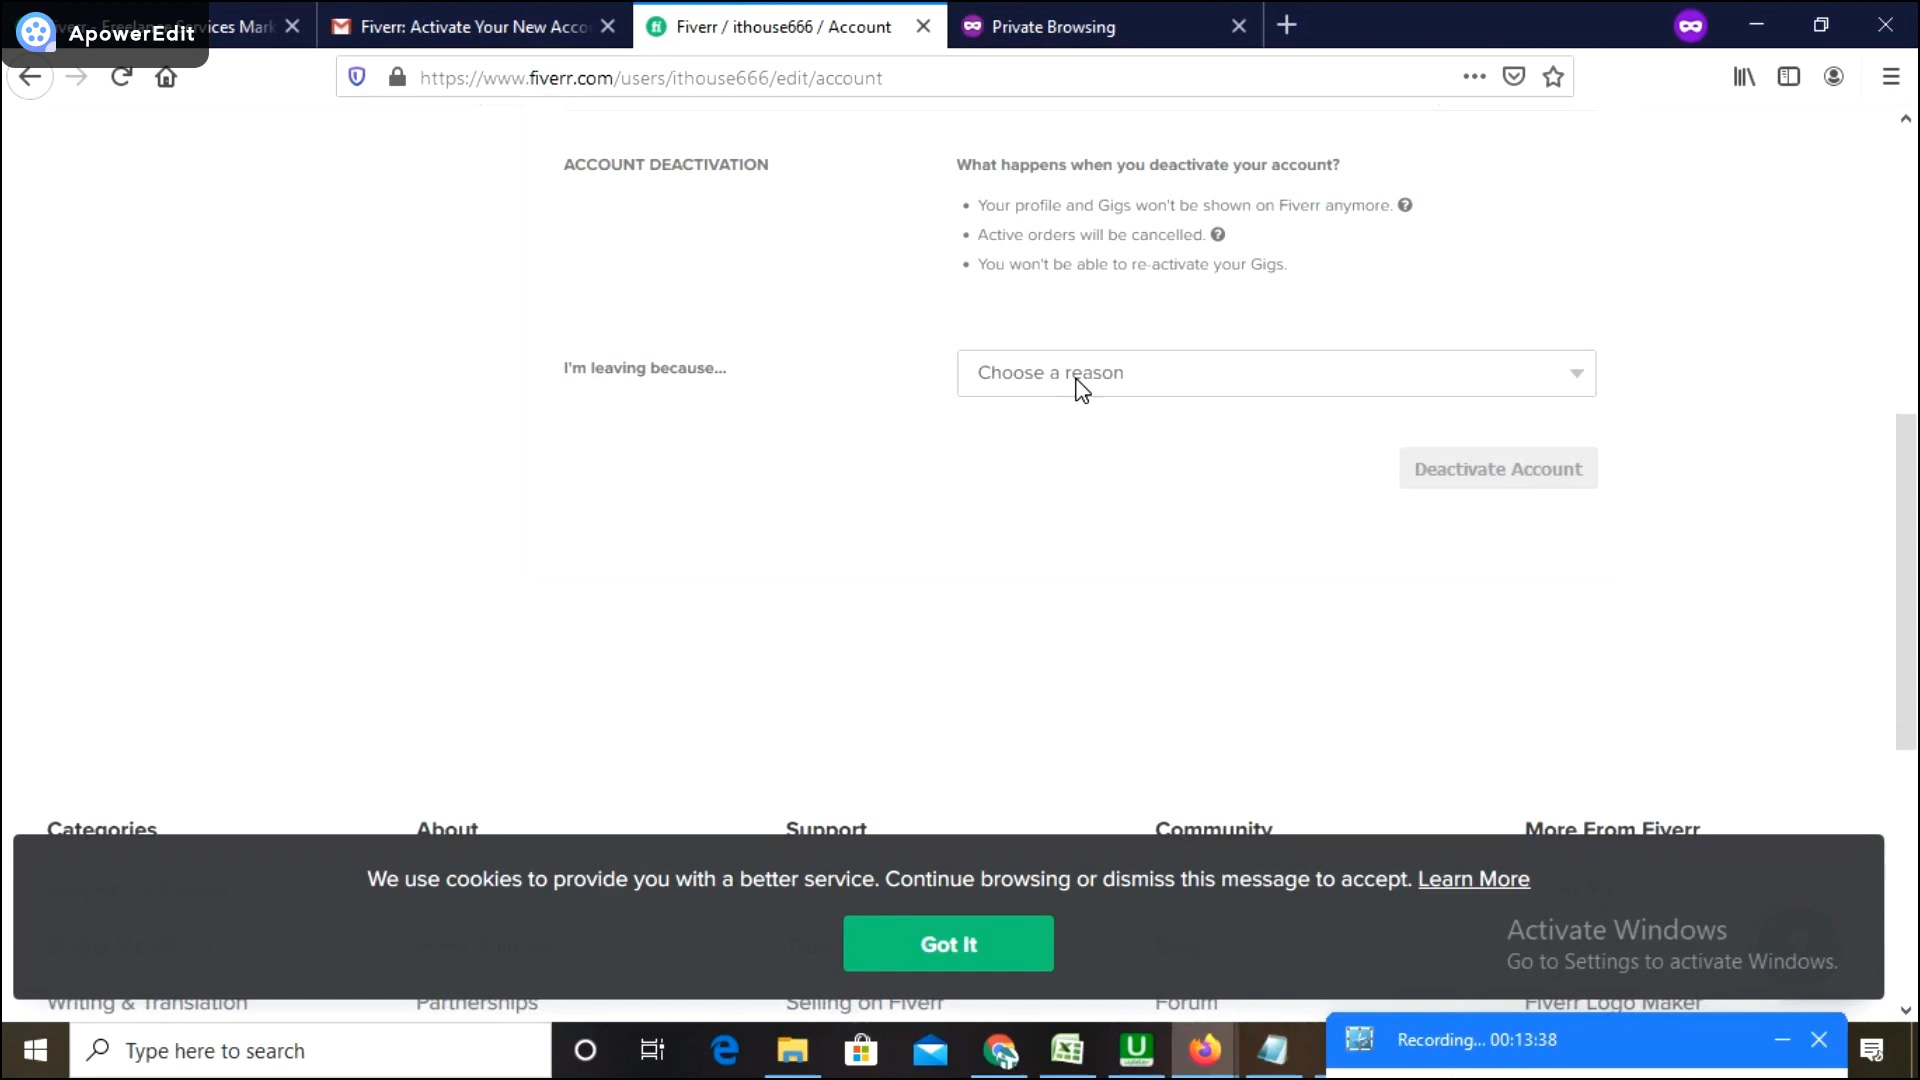 ApowerEdit
Freelance Services Mark
Fiverr: Activate Your New Acco
Fiverr / ithouse666 / Account
Private Browsing
https://www.fiverr.com/users/ithouse666/edit/account
ACCOUNT DEACTIVATION
What happens when you deactivate your account?
• Your profile and Gigs won't be shown on Fiverr anymore.
• Active orders will be cancelled.
• You won't be able to re-activate your Gigs.
I'm leaving because...
Choose a reason
Deactivate Account
Categories
About
Support
Community
More From Fiverr
We use cookies to provide you with a better service. Continue browsing or dismiss this message to accept. Learn More
Got It
Activate Windows
Go to Settings to activate Windows.
Writing & Translation
Partnerships
Selling on Fiverr
Forum
Fiverr Logo Maker
Type here to search
Recording... 00:13:38